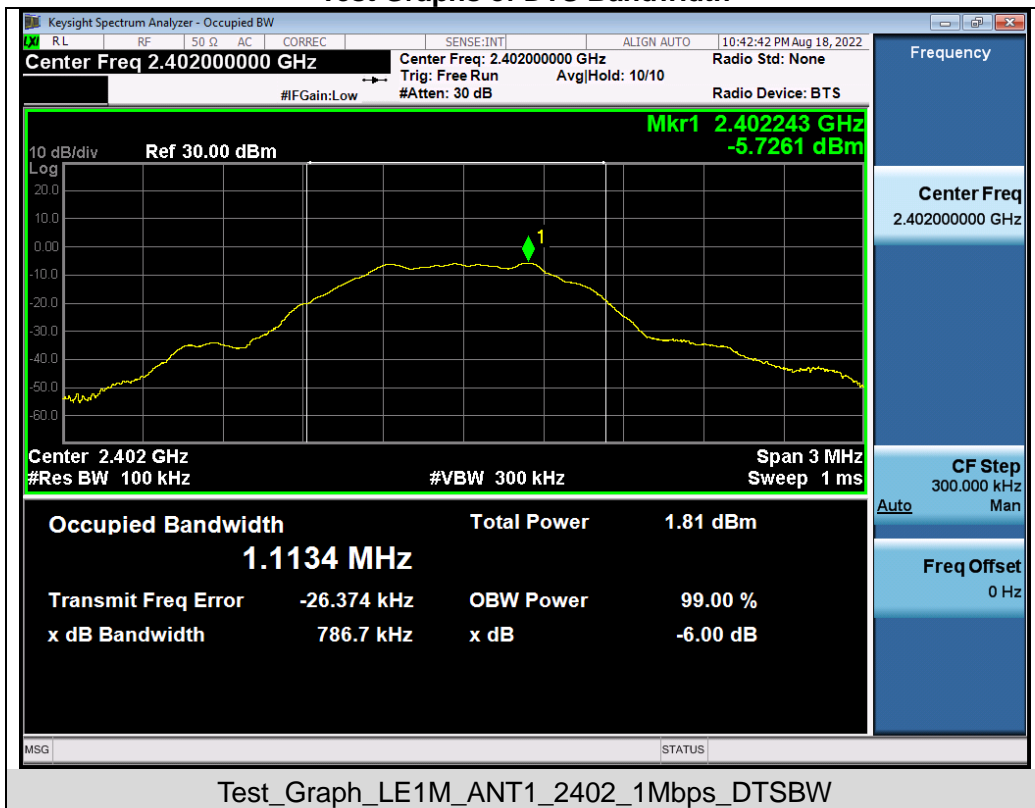 Test Graphs of DTS Bandwidth
Keysight Spectrum Analyzer - Occupied BW
LXI RL RF 50 Ω AC CORREC SENSE:INT ALIGN AUTO 10:42:42 PM Aug 18, 2022
Center Freq 2.402000000 GHz
Center Freq: 2.402000000 GHz
Radio Std: None
Trig: Free Run Avg|Hold: 10/10
#IFGain:Low #Atten: 30 dB Radio Device: BTS
Mkr1 2.402243 GHz
-5.7261 dBm
10 dB/div Ref 30.00 dBm
Log
20.0
10.0
0.00
-10.0
-20.0
-30.0
-40.0
-50.0
-60.0
1
Center 2.402 GHz Span 3 MHz
#Res BW 100 kHz #VBW 300 kHz Sweep 1 ms
Occupied Bandwidth Total Power 1.81 dBm
1.1134 MHz
Transmit Freq Error -26.374 kHz OBW Power 99.00 %
x dB Bandwidth 786.7 kHz x dB -6.00 dB
MSG STATUS
Frequency
Center Freq
2.402000000 GHz
CF Step
300.000 kHz
Auto Man
Freq Offset
0 Hz
Test_Graph_LE1M_ANT1_2402_1Mbps_DTSBW